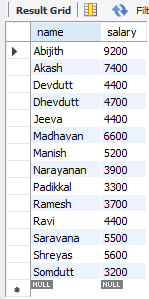 Result Grid Filt
name salary
Abijith 9200
Akash 7400
Devdutt 4400
Dhevdutt 4700
Jeeva 4400
Madhavan 6600
Manish 5200
Narayanan 3900
Padikkal 3300
Ramesh 3700
Ravi 4400
Saravana 5500
Shreyas 5600
Somdutt 3200
NULL NULL